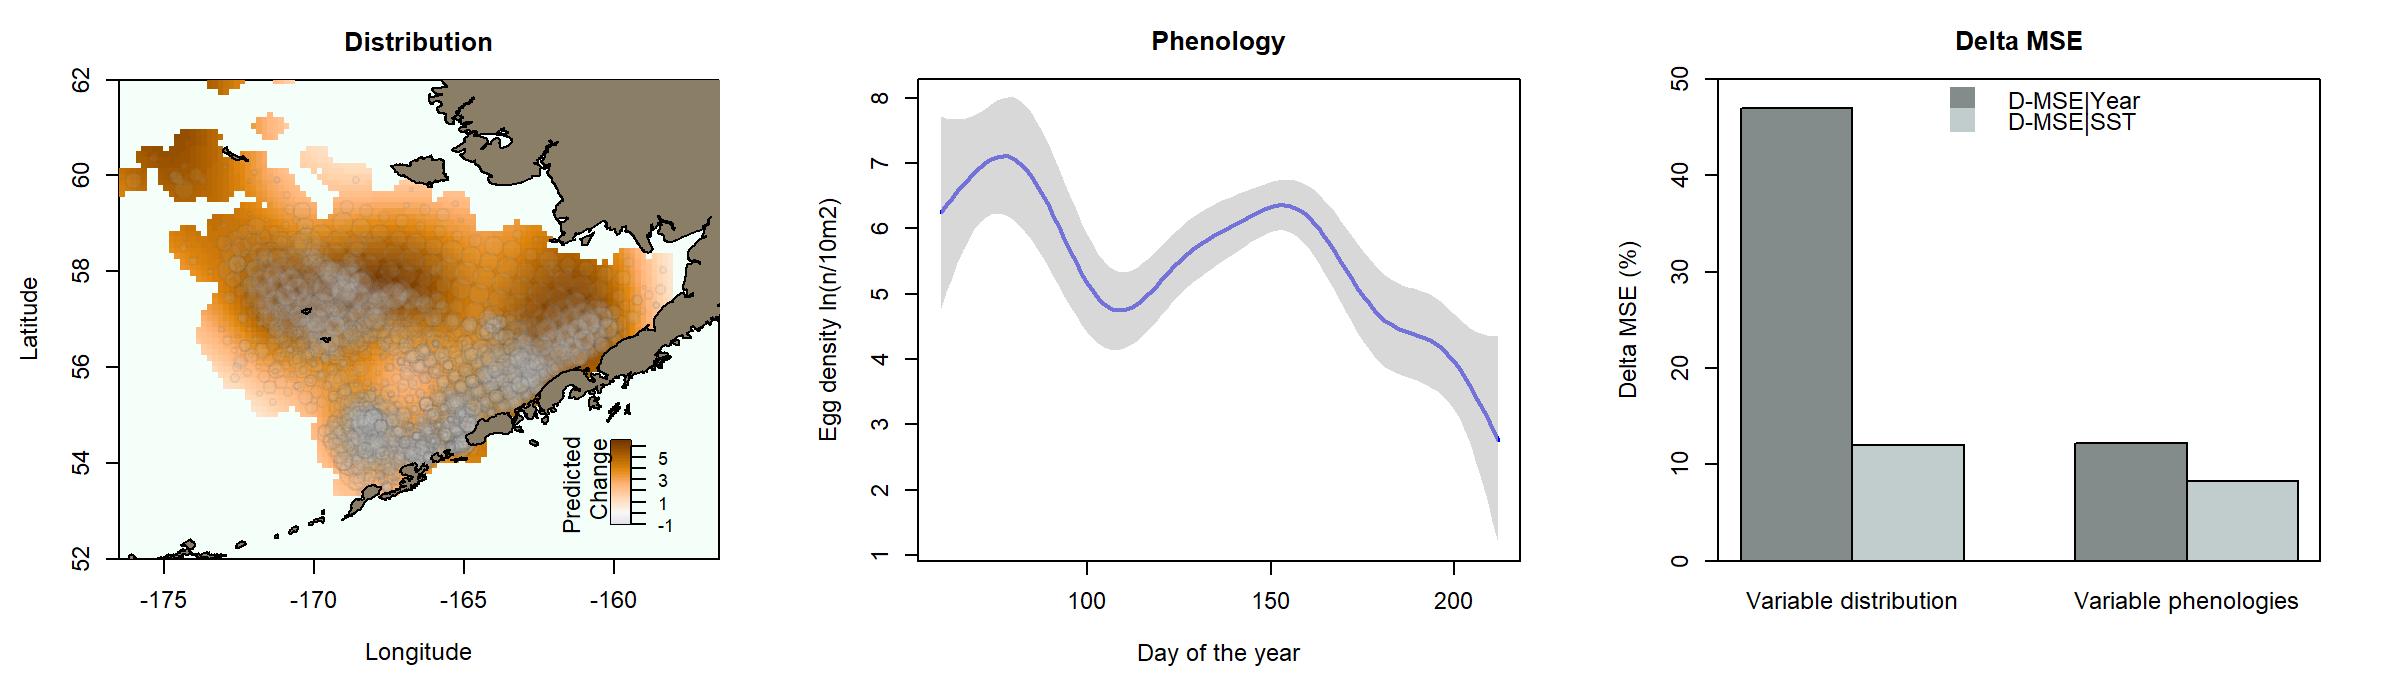 Distribution
Latitude
62
60
58
56
54
52
-175
-170
-165
-160
Longitude
Predicted
Change
5
3
1
-1
Phenology
Egg density ln(n/10m2)
8
7
6
5
4
3
2
1
100
150
200
Day of the year
Delta MSE
Delta MSE (%)
50
40
30
20
10
0
D-MSE|Year
D-MSE|SST
Variable distribution
Variable phenologies